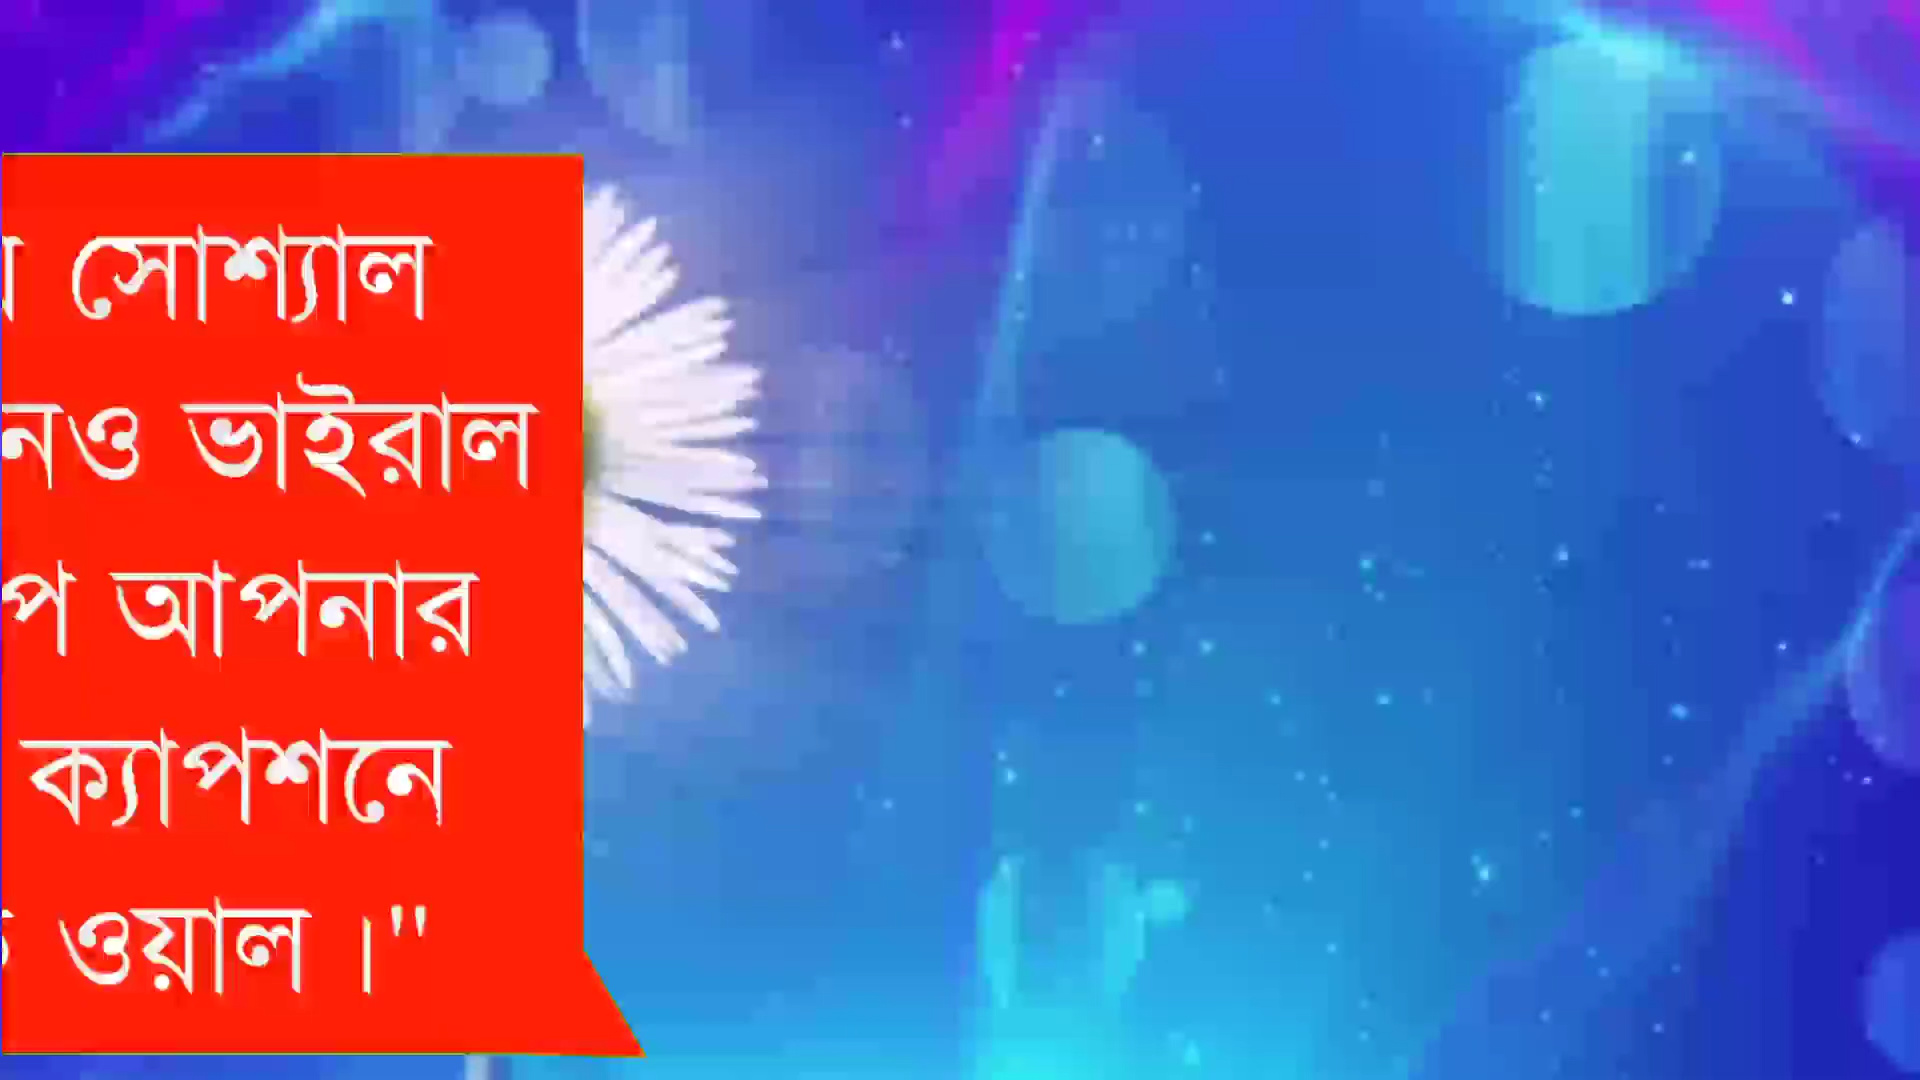 সোশ্যাল
ভাইরাল
আপনার
ক্যাপশনে
ওয়াল।"